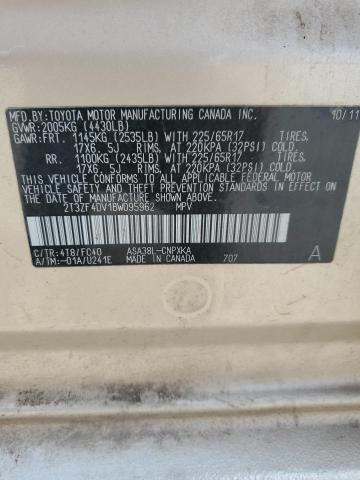 MFD.BY:TOYOTA MOTOR MANUFACTURING CANADA INC. 10/11
GVWR:2005KG (4430LB)
GAWR:FRT. 1145KG (2535LB)WITH 225/65R17 TIRES,
17X6.5J RIMS, AT 220KPA (32PSI) COLD.
RR. 1100KG (2435LB)WITH 225/65R17 TIRES,
17X6.5J RIMS, AT 220KPA (32PSI) COLD.
THIS VEHICLE CONFORMS TO ALL APPLICABLE FEDERAL
MOTOR VEHICLE SAFETY AND THEFT PREVENTION
STANDARDS IN EFFECT ON THE DATE OF MANUFACTURE
SHOWN ABOVE.
2T3ZF4DV1BW095962 MPV
C/TR:4T8/FC40 ASA38L-CNPXKA A
A/TM:-01A/U241E MADE IN CANADA 707